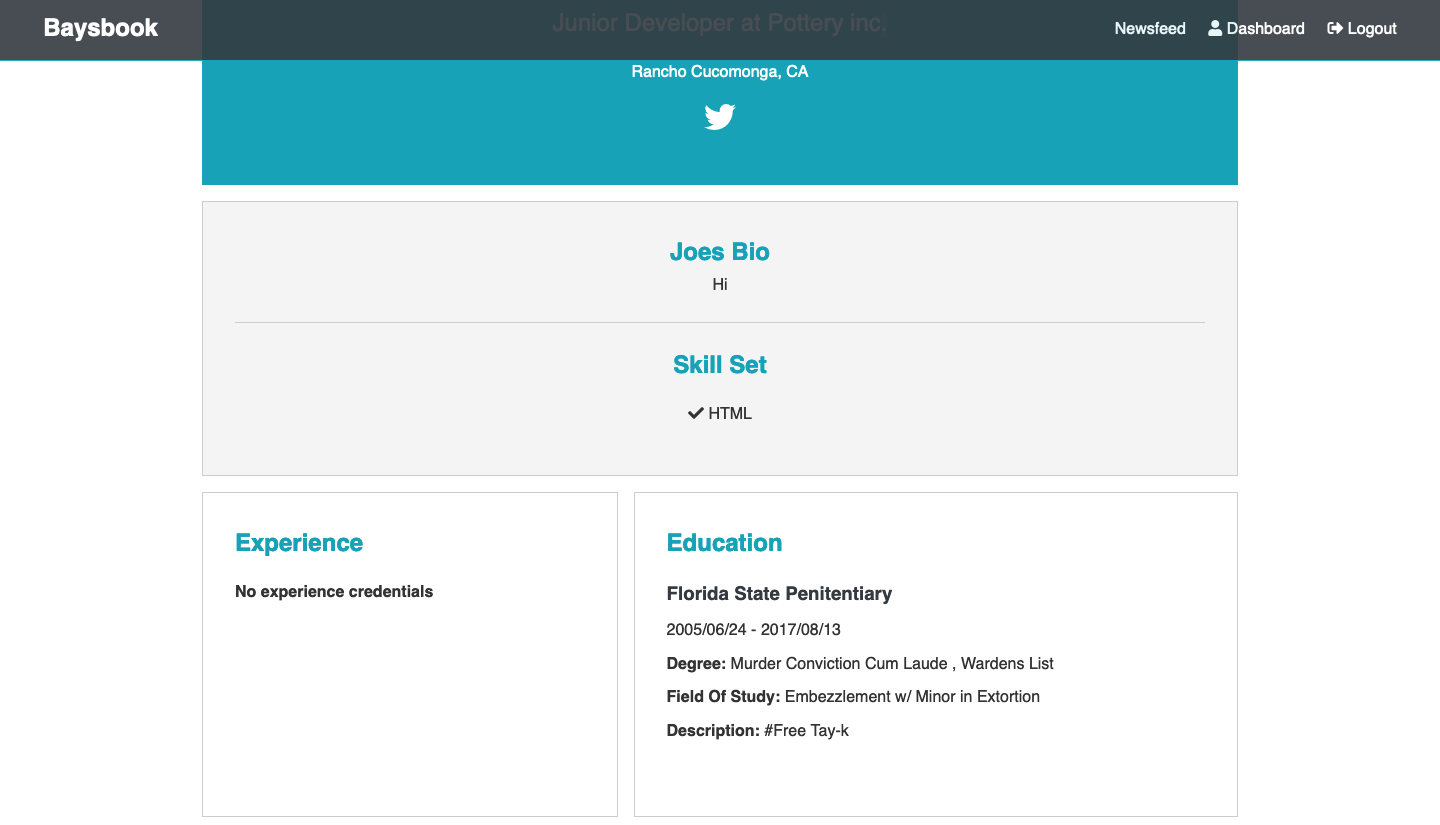 Baysbook
Newsfeed Dashboard Logout
Junior Developer at Pottery inc.
Rancho Cucomonga, CA
Joes Bio
Hi
Skill Set
HTML
Experience
No experience credentials
Education
Florida State Penitentiary
2005/06/24 - 2017/08/13
Degree: Murder Conviction Cum Laude , Wardens List
Field Of Study: Embezzlement w/ Minor in Extortion
Description: #Free Tay-k